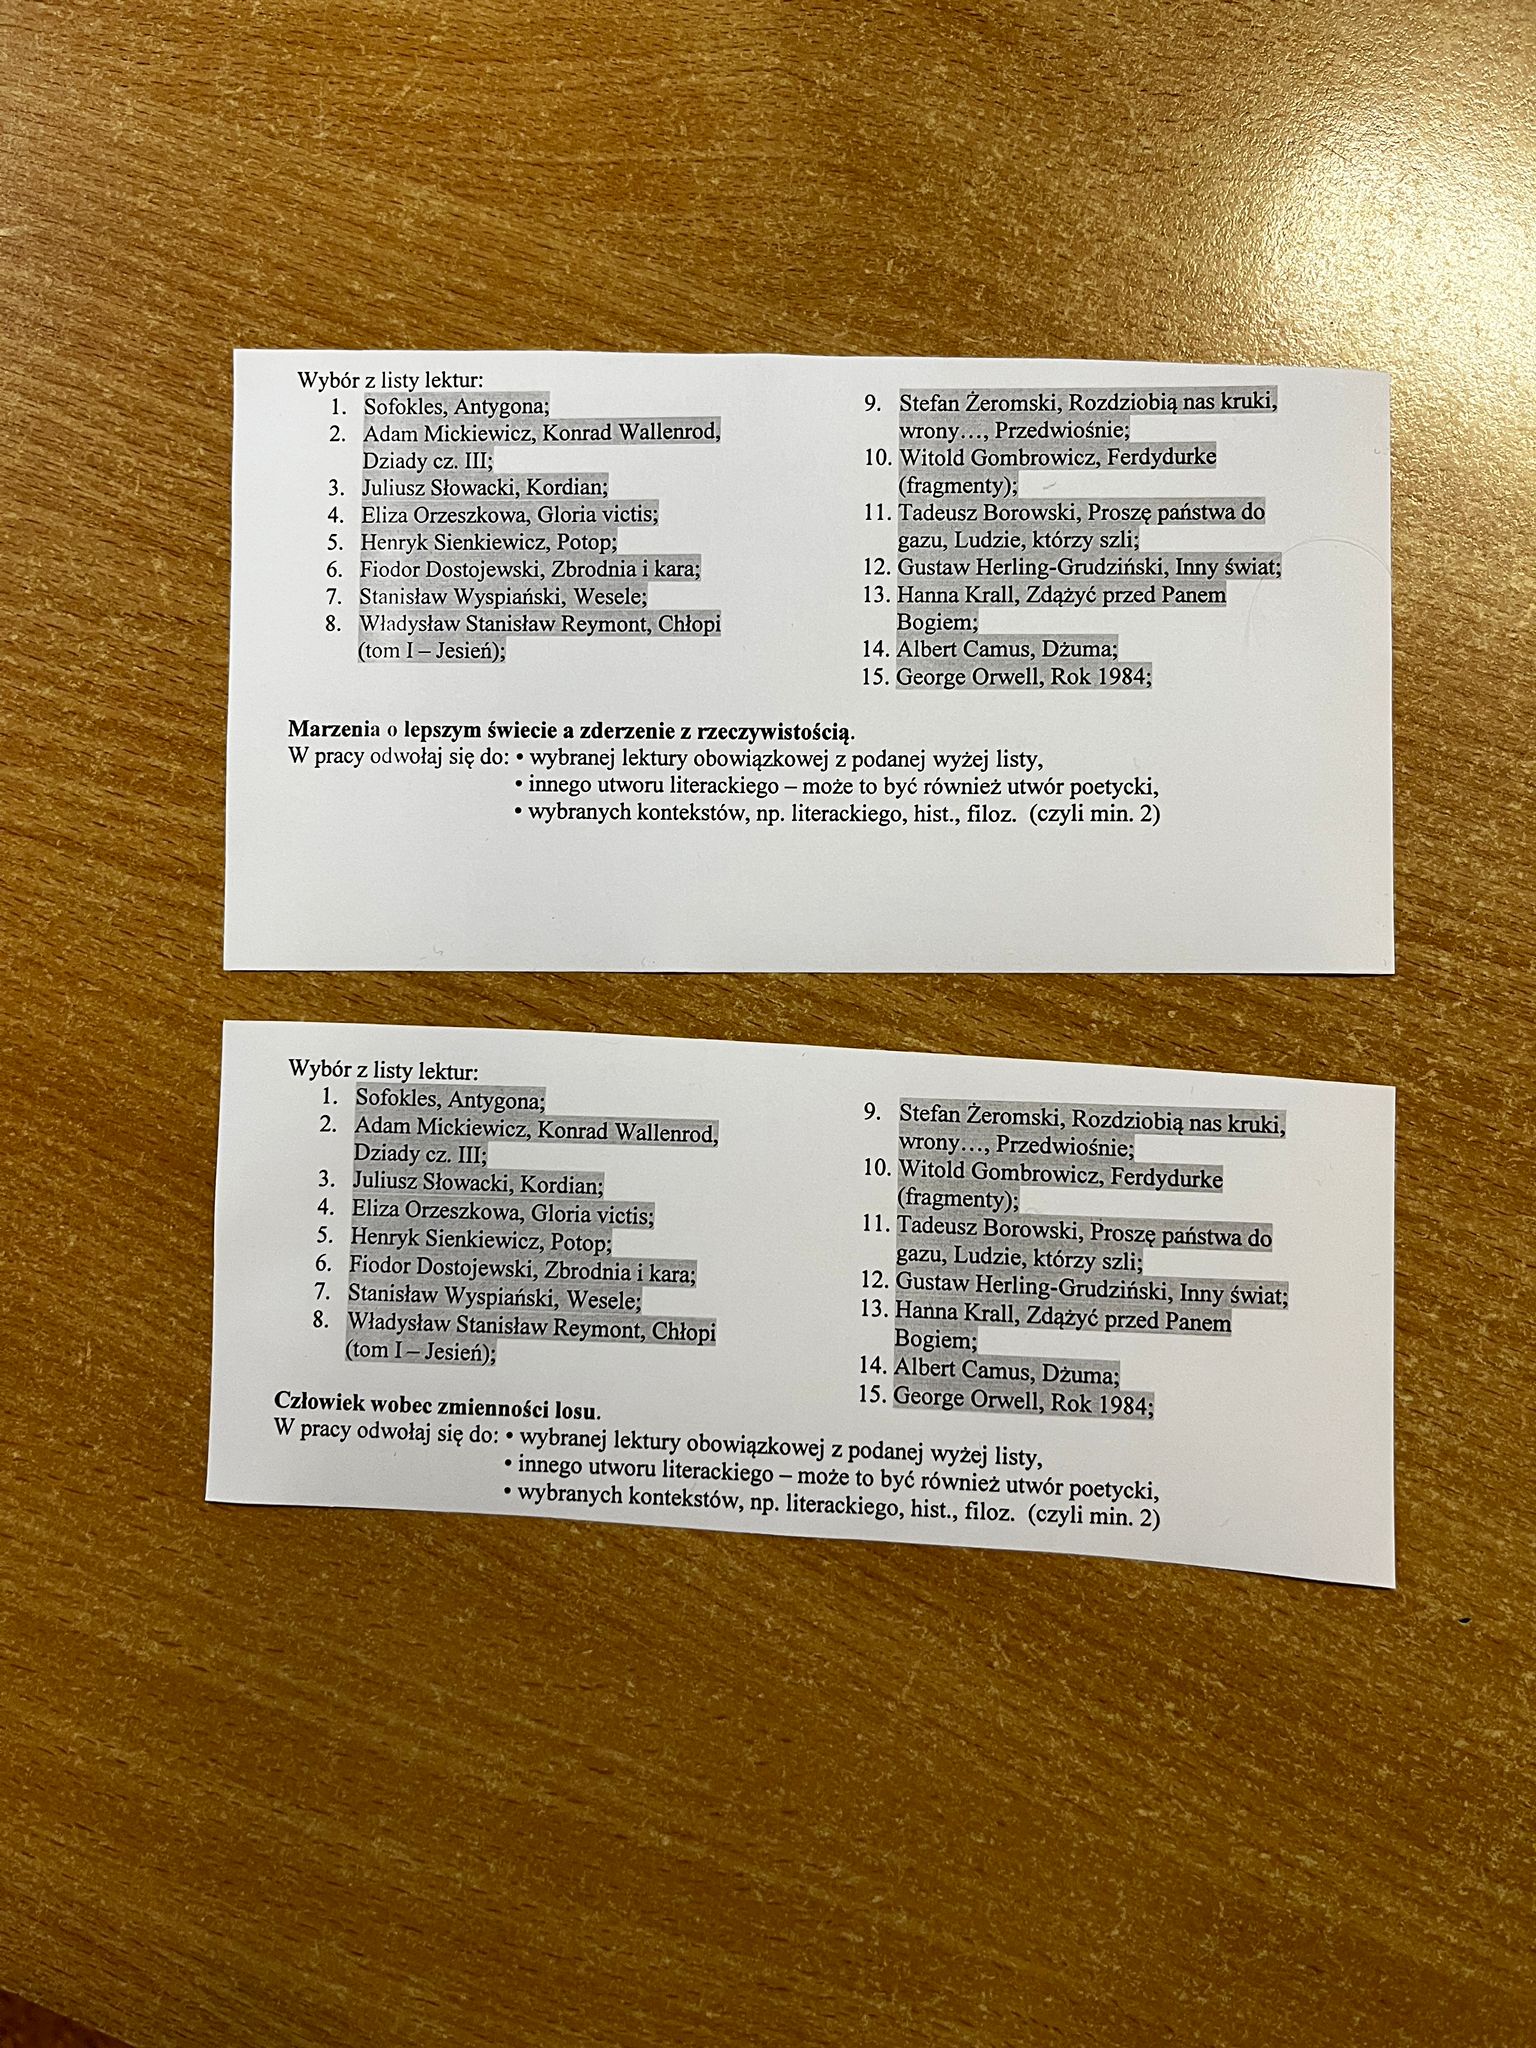 Wybór z listy lektur:
1. Sofokles, Antygona;
2. Adam Mickiewicz, Konrad Wallenrod,
Dziady cz. III;
3. Juliusz Słowacki, Kordian;
4. Eliza Orzeszkowa, Gloria victis;
5. Henryk Sienkiewicz, Potop;
6. Fiodor Dostojewski, Zbrodnia i kara;
7. Stanisław Wyspiański, Wesele;
8. Władysław Stanisław Reymont, Chłopi
(tom I – Jesień);
9. Stefan Żeromski, Rozdziobią nas kruki,
wrony…, Przedwiośnie;
10. Witold Gombrowicz, Ferdydurke
(fragmenty);
11. Tadeusz Borowski, Proszę państwa do
gazu, Ludzie, którzy szli;
12. Gustaw Herling-Grudziński, Inny świat;
13. Hanna Krall, Zdążyć przed Panem
Bogiem;
14. Albert Camus, Dżuma;
15. George Orwell, Rok 1984;
Marzenia o lepszym świecie a zderzenie z rzeczywistością.
W pracy odwołaj się do: • wybranej lektury obowiązkowej z podanej wyżej listy,
• innego utworu literackiego – może to być również utwór poetycki,
• wybranych kontekstów, np. literackiego, hist., filoz. (czyli min. 2)
Wybór z listy lektur:
1. Sofokles, Antygona;
2. Adam Mickiewicz, Konrad Wallenrod,
Dziady cz. III;
3. Juliusz Słowacki, Kordian;
4. Eliza Orzeszkowa, Gloria victis;
5. Henryk Sienkiewicz, Potop;
6. Fiodor Dostojewski, Zbrodnia i kara;
7. Stanisław Wyspiański, Wesele;
8. Władysław Stanisław Reymont, Chłopi
(tom I – Jesień);
9. Stefan Żeromski, Rozdziobią nas kruki,
wrony…, Przedwiośnie;
10. Witold Gombrowicz, Ferdydurke
(fragmenty);
11. Tadeusz Borowski, Proszę państwa do
gazu, Ludzie, którzy szli;
12. Gustaw Herling-Grudziński, Inny świat;
13. Hanna Krall, Zdążyć przed Panem
Bogiem;
14. Albert Camus, Dżuma;
15. George Orwell, Rok 1984;
Człowiek wobec zmienności losu.
W pracy odwołaj się do: • wybranej lektury obowiązkowej z podanej wyżej listy,
• innego utworu literackiego – może to być również utwór poetycki,
• wybranych kontekstów, np. literackiego, hist., filoz. (czyli min. 2)